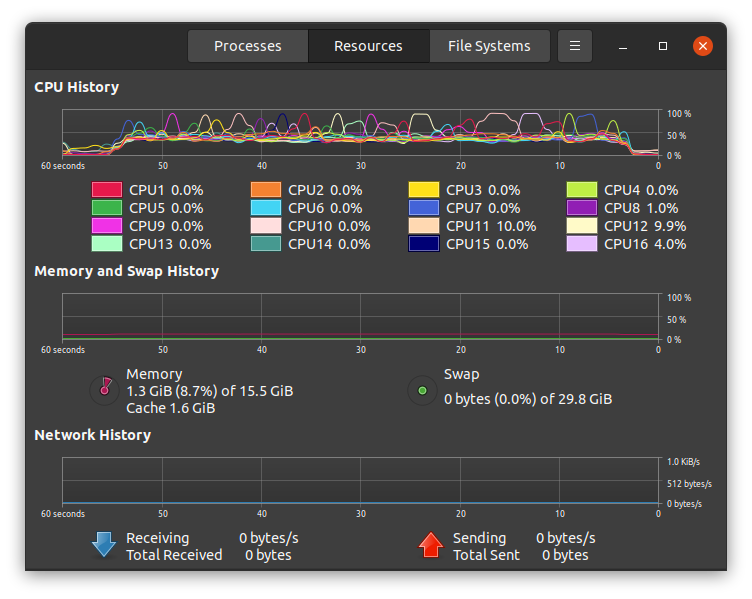 Processes Resources File Systems
CPU History
100 %
50 %
0 %
60 seconds 50 40 30 20 10 0
CPU1 0.0% CPU2 0.0% CPU3 0.0% CPU4 0.0%
CPU5 0.0% CPU6 0.0% CPU7 0.0% CPU8 1.0%
CPU9 0.0% CPU10 0.0% CPU11 10.0% CPU12 9.9%
CPU13 0.0% CPU14 0.0% CPU15 0.0% CPU16 4.0%
Memory and Swap History
100 %
50 %
0 %
60 seconds 50 40 30 20 10 0
Memory
1.3 GiB (8.7%) of 15.5 GiB
Cache 1.6 GiB
Swap
0 bytes (0.0%) of 29.8 GiB
Network History
1.0 KiB/s
512 bytes/s
0 bytes/s
60 seconds 50 40 30 20 10 0
Receiving 0 bytes/s
Total Received 0 bytes
Sending 0 bytes/s
Total Sent 0 bytes